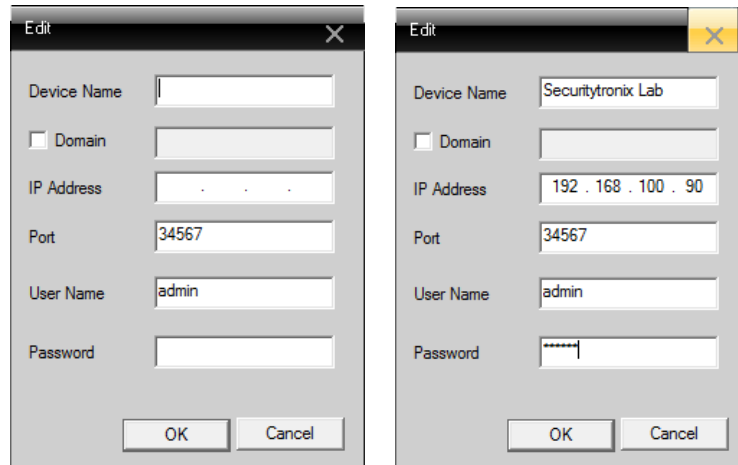 Edit
Device Name
Domain
IP Address . . .
Port 34567
User Name admin
Password
OK Cancel
Edit
Device Name Securitytronix Lab
Domain
IP Address 192 . 168 . 100 . 90
Port 34567
User Name admin
Password ******
OK Cancel